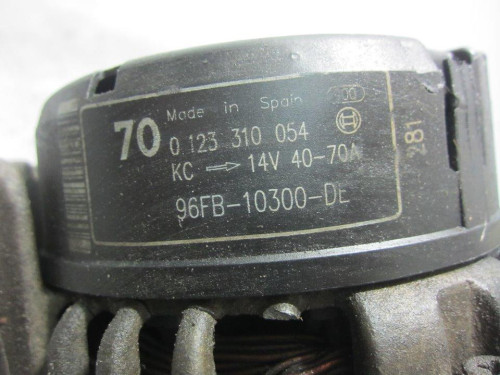 Made in Spain
70 0 123 310 054
KC → 14V 40-70A
96FB-10300-DE
281